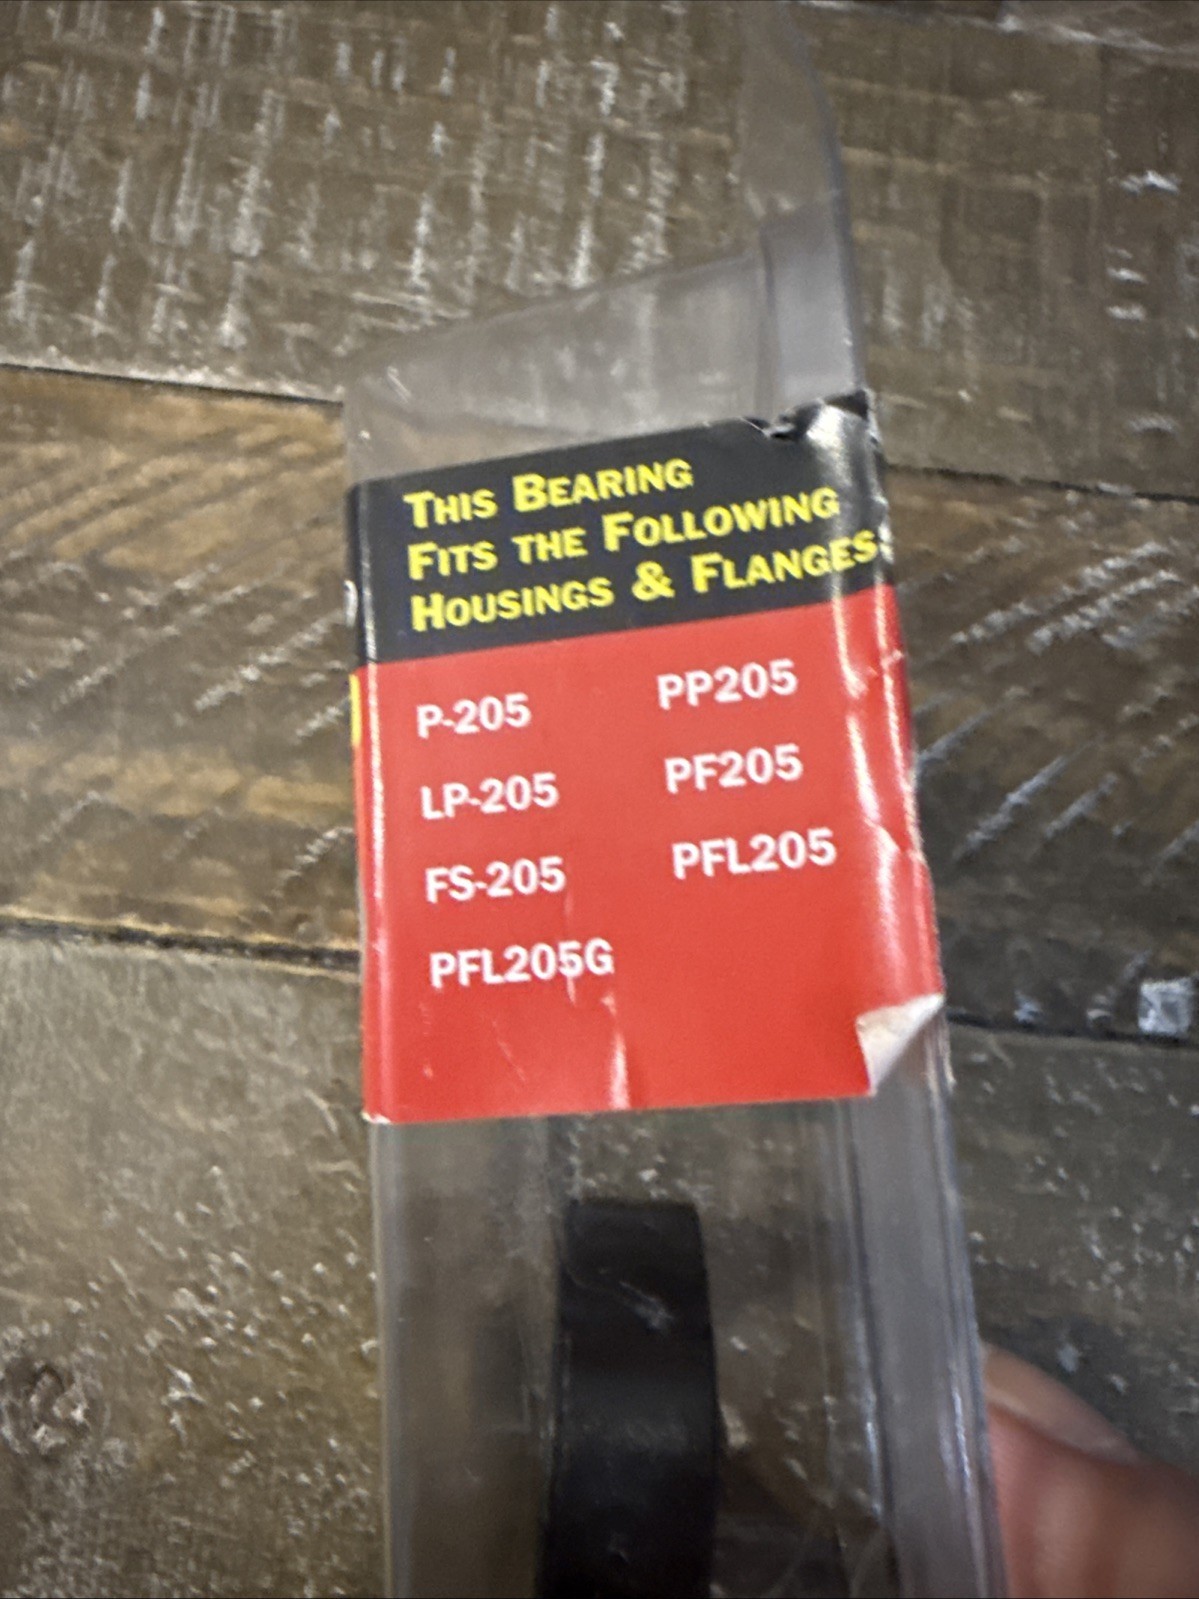 THIS BEARING
FITS THE FOLLOWING
HOUSINGS & FLANGES:
P-205 PP205
LP-205 PF205
FS-205 PFL205
PFL205G